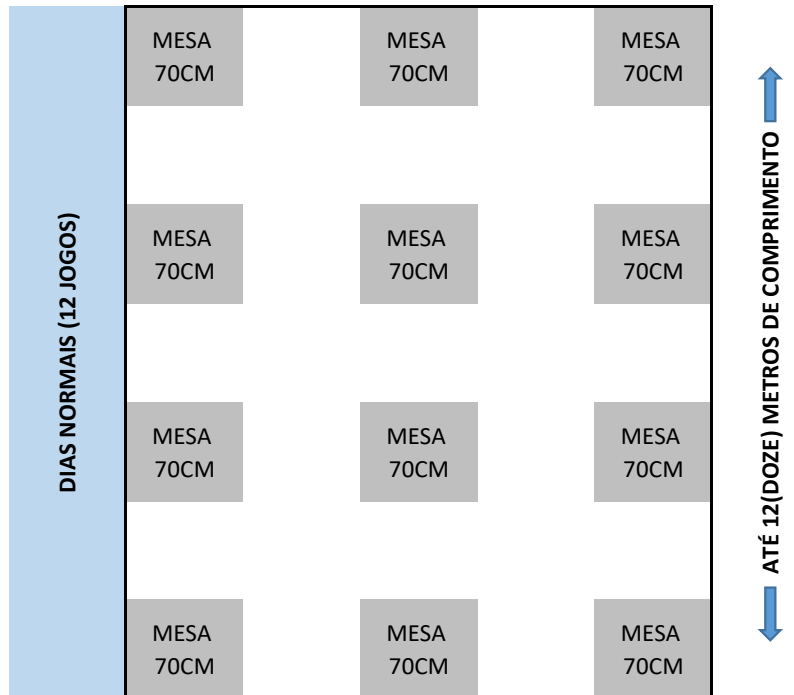 DIAS NORMAIS (12 JOGOS)
MESA
70CM
MESA
70CM
MESA
70CM
MESA
70CM
MESA
70CM
MESA
70CM
MESA
70CM
MESA
70CM
MESA
70CM
MESA
70CM
MESA
70CM
MESA
70CM
ATÉ 12(DOZE) METROS DE COMPRIMENTO